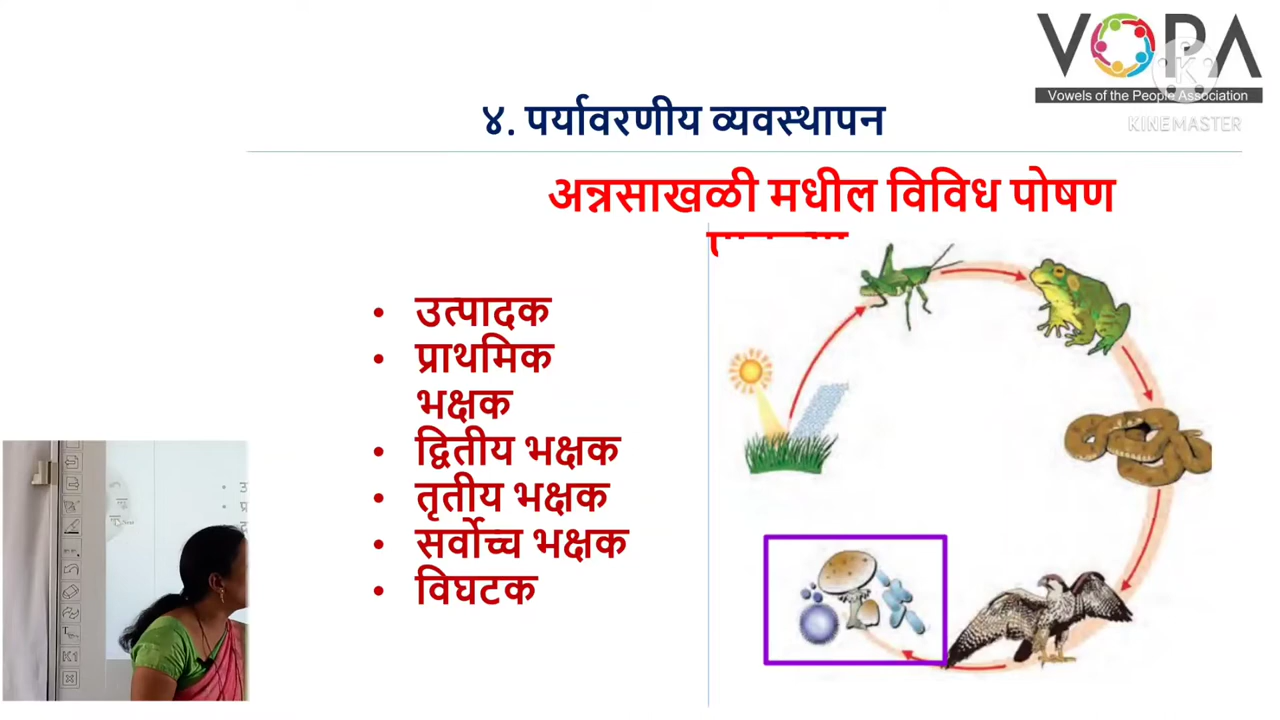 VOPA
Vowels of the People Association
KINEMASTER
४. पर्यावरणीय व्यवस्थापन
अन्नसाखळी मधील विविध पोषण
• उत्पादक
• प्राथमिक
भक्षक
• द्वितीय भक्षक
• तृतीय भक्षक
• सर्वोच्च भक्षक
• विघटक